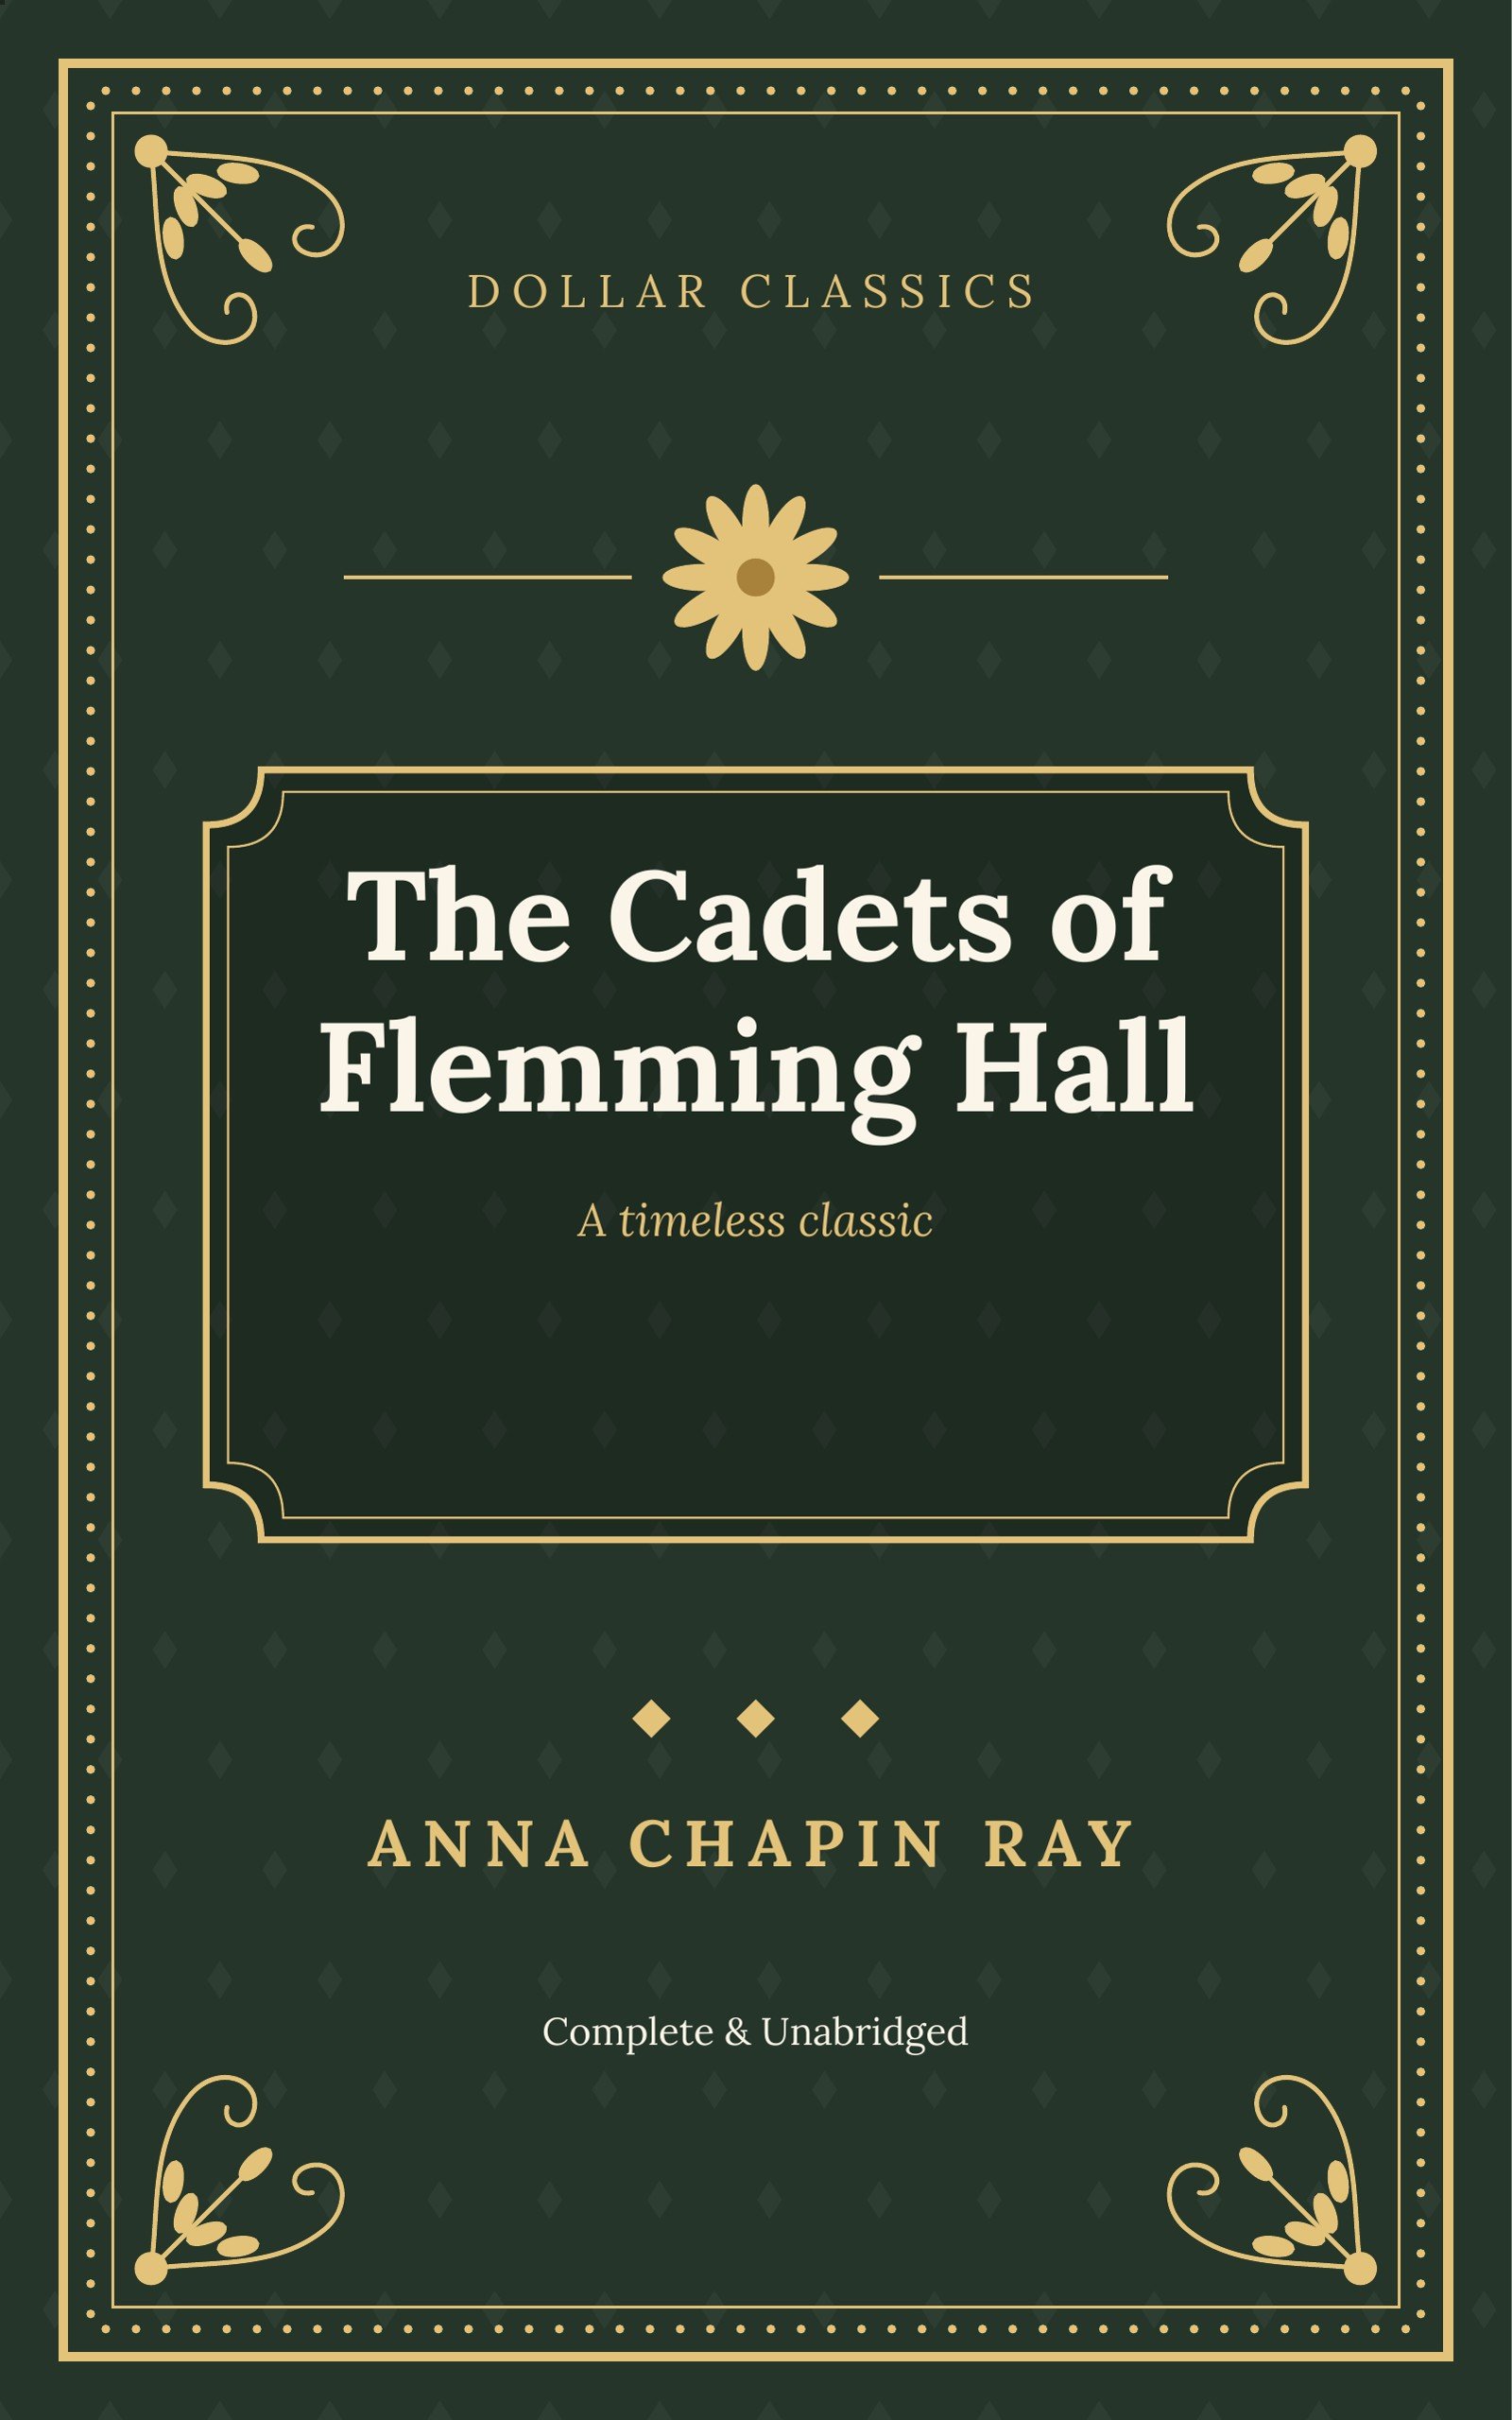 DOLLAR CLASSICS
The Cadets of
Flemming Hall
A timeless classic
ANNA CHAPIN RAY
Complete & Unabridged